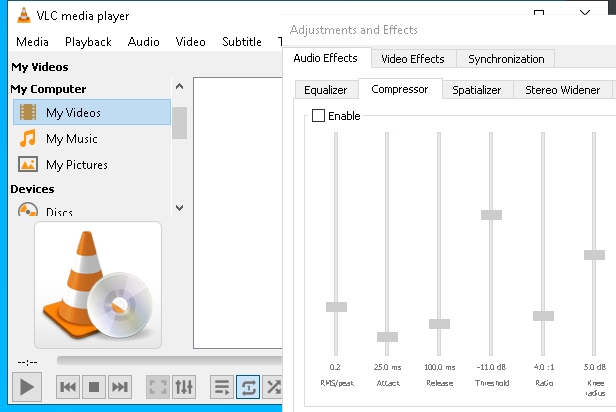 VLC media player
Media Playback Audio Video Subtitle T
My Videos
My Computer
My Videos
My Music
My Pictures
Devices
Discs
--:--
Adjustments and Effects
Audio Effects Video Effects Synchronization
Equalizer Compressor Spatializer Stereo Widener
Enable
0.2 25.0 ms 100.0 ms -11.0 dB 4.0 :1 5.0 dB
RMS/peak Attack Release Threshold Ratio Knee
radius